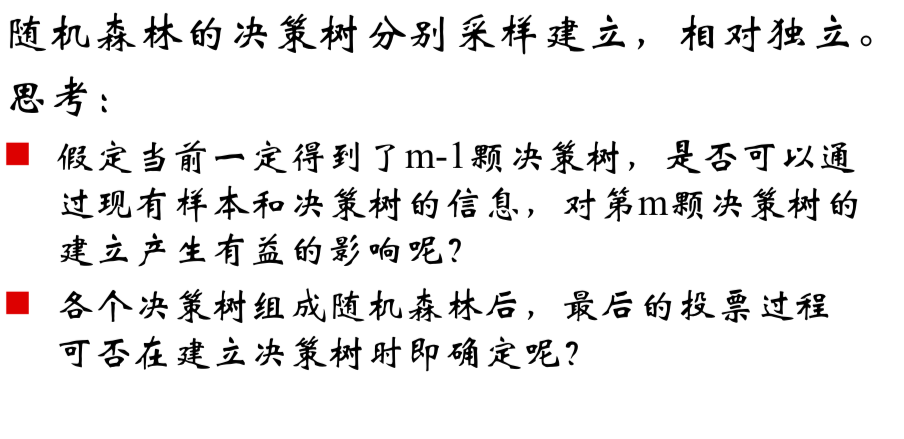 随机森林的决策树分别采样建立，相对独立。
思考：
假定当前一定得到了m-1颗决策树，是否可以通
过现有样本和决策树的信息，对第m颗决策树的
建立产生有益的影响呢？
各个决策树组成随机森林后，最后的投票过程
可否在建立决策树时即确定呢？